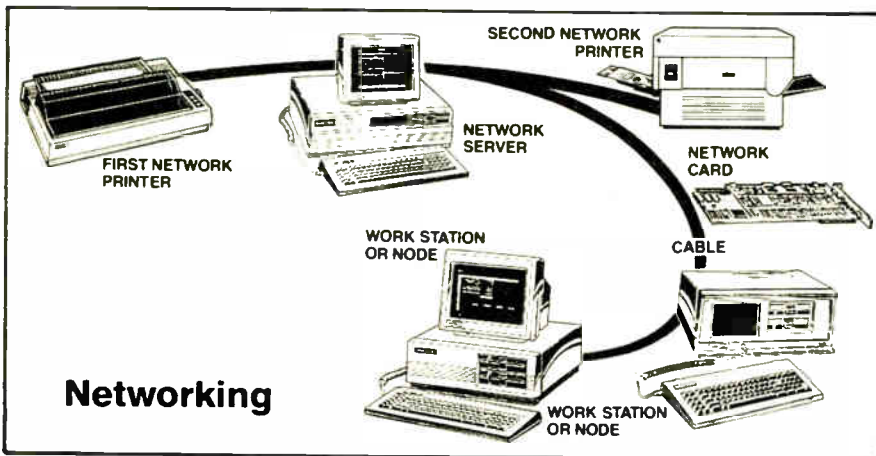 SECOND NETWORK
PRINTER
FIRST NETWORK
PRINTER
NETWORK
SERVER
NETWORK
CARD
WORK STATION
OR NODE
CABLE
WORK STATION
OR NODE
Networking